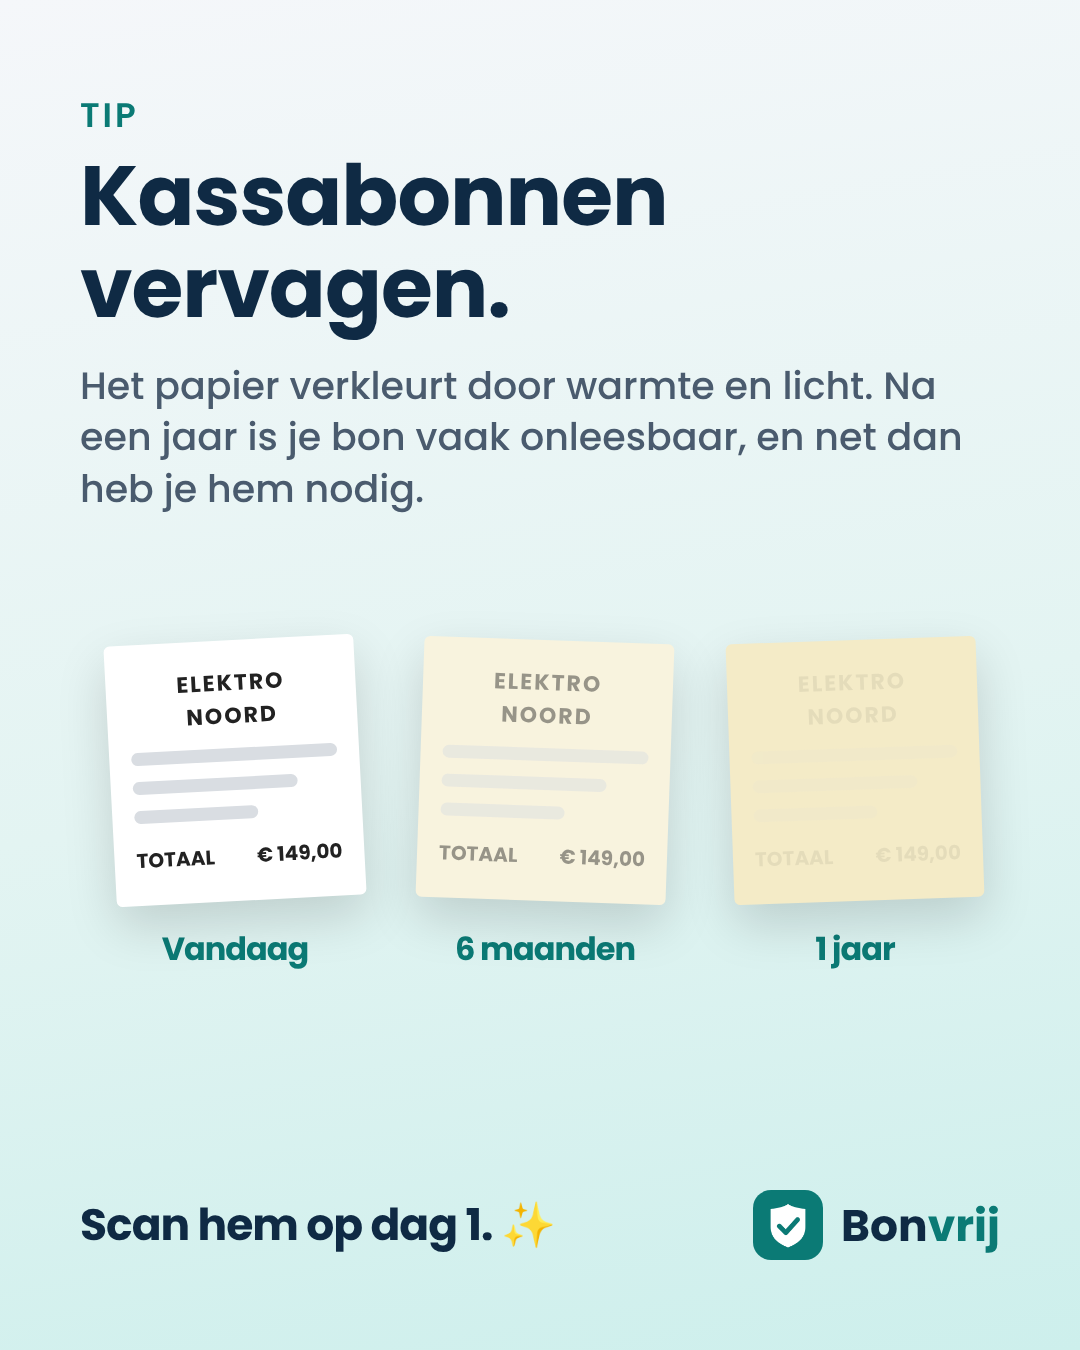 TIP
Kassabonnen
vervagen.
Het papier verkleurt door warmte en licht. Na
een jaar is je bon vaak onleesbaar, en net dan
heb je hem nodig.
ELEKTRO
NOORD
TOTAAL € 149,00
Vandaag
ELEKTRO
NOORD
TOTAAL € 149,00
6 maanden
ELEKTRO
NOORD
TOTAAL € 149,00
1 jaar
Scan hem op dag 1. ✨
Bonvrij